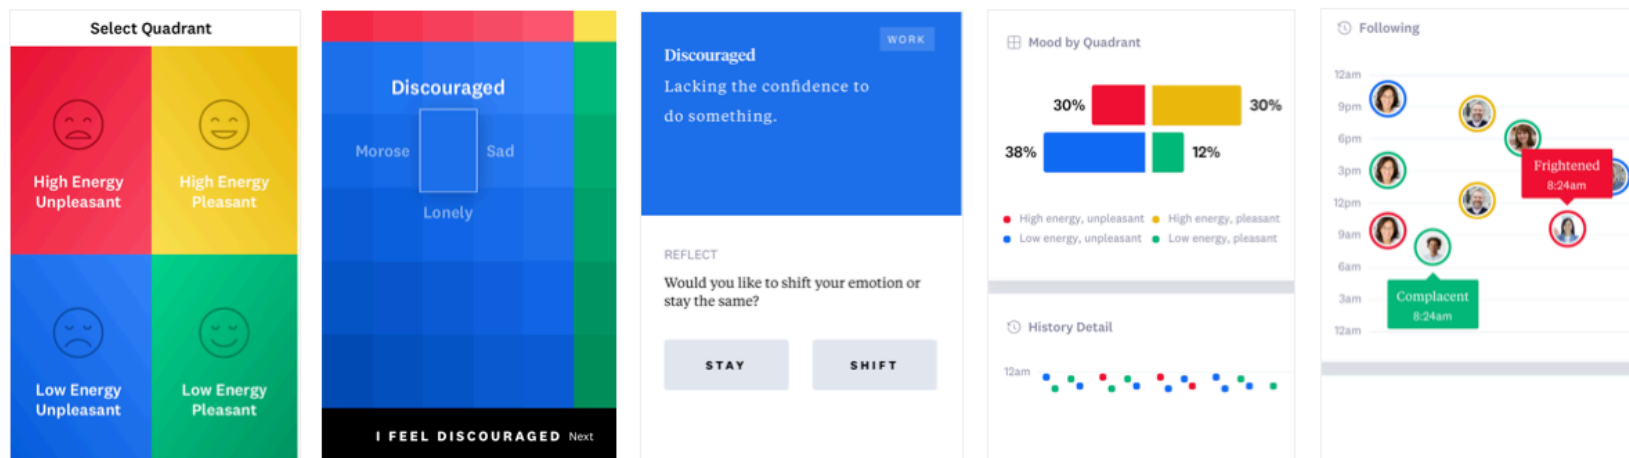 Select Quadrant
High Energy
Unpleasant
High Energy
Pleasant
Low Energy
Unpleasant
Low Energy
Pleasant
Discouraged
Morose
Sad
Lonely
I FEEL DISCOURAGED Next
WORK
Discouraged
Lacking the confidence to
do something.
REFLECT
Would you like to shift your emotion or
stay the same?
STAY
SHIFT
Mood by Quadrant
30%
30%
38%
12%
High energy, unpleasant
High energy, pleasant
Low energy, unpleasant
Low energy, pleasant
History Detail
12am
Following
12am
9pm
6pm
3pm
12pm
9am
6am
3am
12am
Frightened
8:24am
Complacent
8:24am